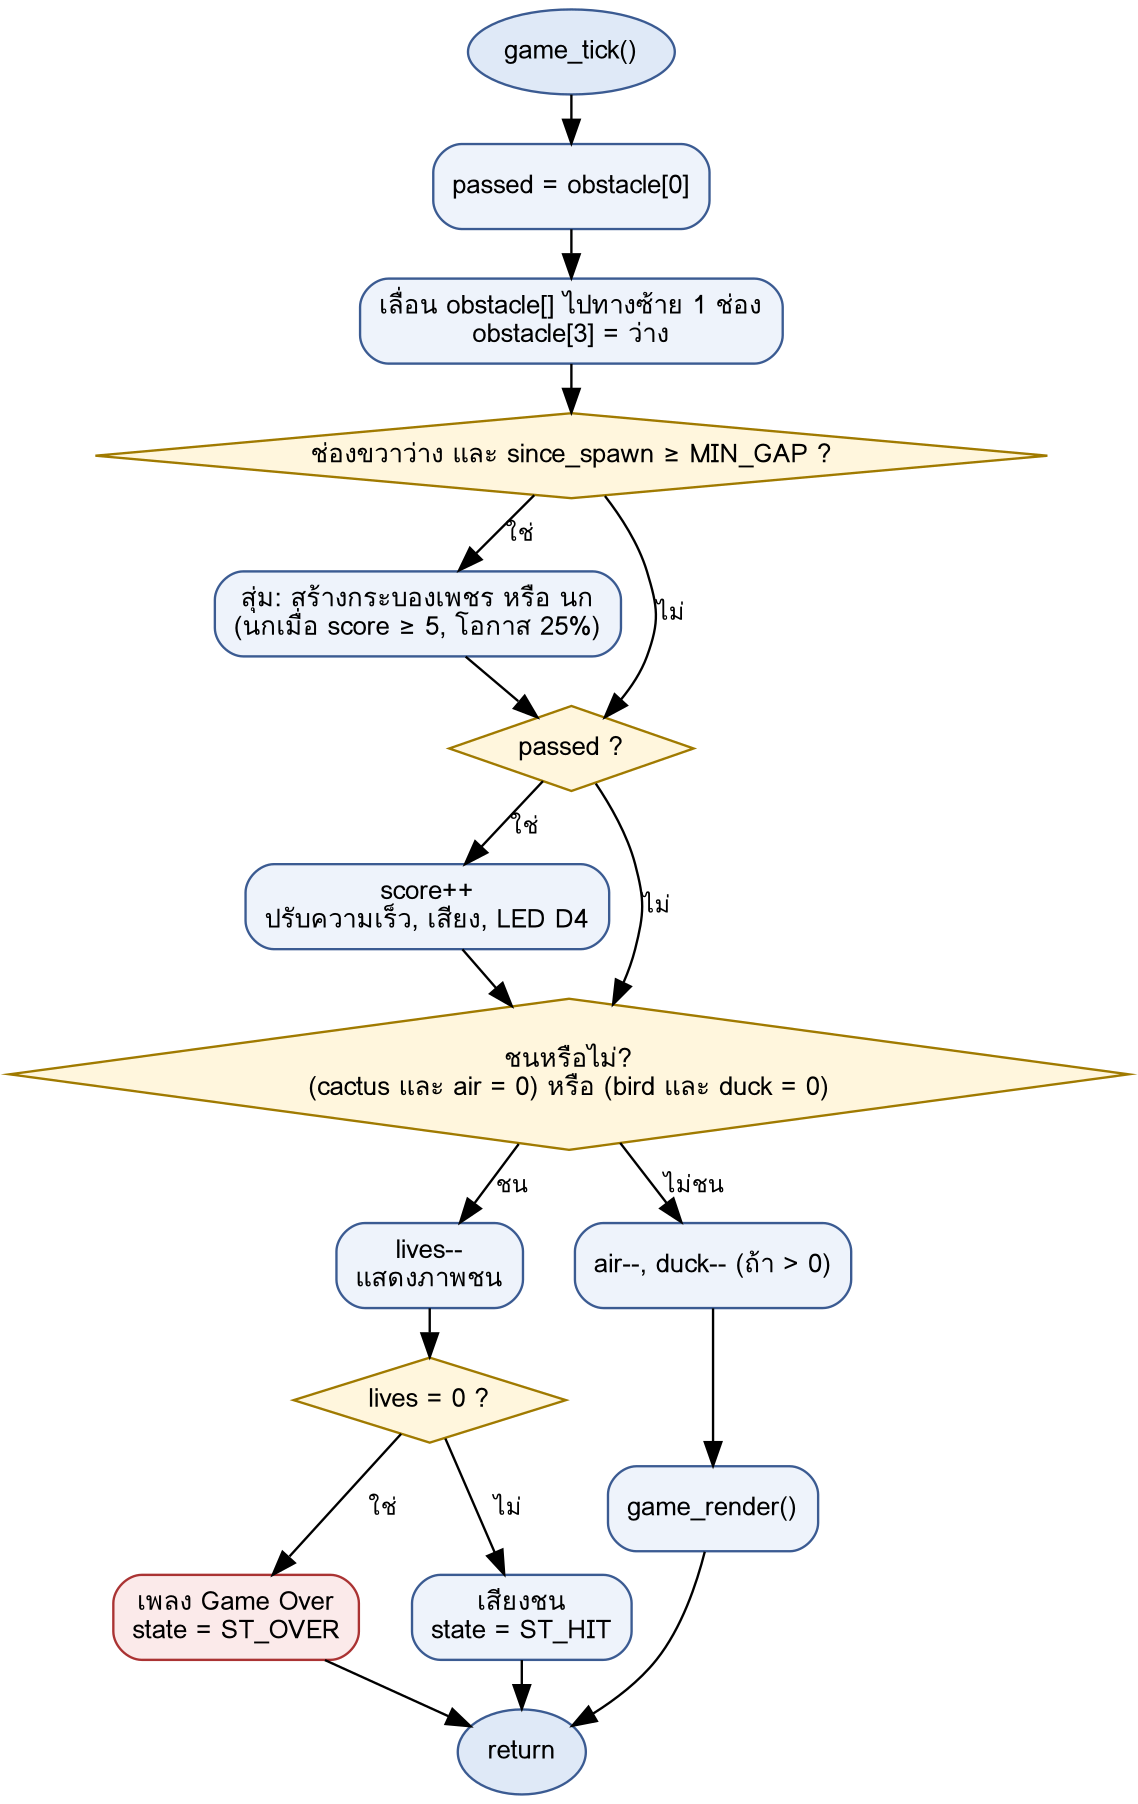 game_tick()
passed = obstacle[0]
เลื่อน obstacle[] ไปทางซ้าย 1 ช่อง
obstacle[3] = ว่าง
ช่องขวาว่าง และ since_spawn ≥ MIN_GAP ?
ใช่
ไม่
สุ่ม: สร้างกระบองเพชร หรือ นก
(นกเมื่อ score ≥ 5, โอกาส 25%)
passed ?
ใช่
ไม่
score++
ปรับความเร็ว, เสียง, LED D4
ชนหรือไม่?
(cactus และ air = 0) หรือ (bird และ duck = 0)
ชน
ไม่ชน
lives--
แสดงภาพชน
air--, duck-- (ถ้า > 0)
lives = 0 ?
ใช่
ไม่
game_render()
เพลง Game Over
state = ST_OVER
เสียงชน
state = ST_HIT
return